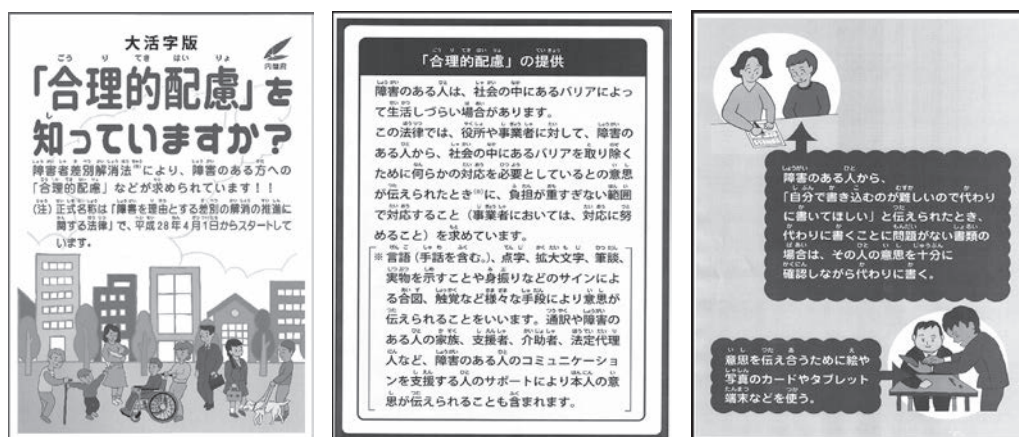 大活字版
内閣府
「合理的配慮」を
知っていますか?
障害者差別解消法(※)により、障害のある方への
「合理的配慮」などが求められています!!
(注)正式名称は「障害を理由とする差別の解消の推進に
関する法律」で、平成28年4月1日からスタートして
います。
「合理的配慮」の提供
障害のある人は、社会の中にあるバリアによっ
て生活しづらい場合があります。
この法律では、役所や事業者に対して、障害の
ある人から、社会の中にあるバリアを取り除く
ために何らかの対応を必要としているとの意思
が伝えられたとき(※)に、負担が重すぎない範囲
で対応すること(事業者においては、対応に努
めること)を求めています。
※ 言語(手話を含む。)、点字、拡大文字、筆談、
実物を示すことや身振りなどのサインによ
る合図、触覚など様々な手段により意思が
伝えられることをいいます。通訳や障害の
ある人の家族、支援者、介助者、法定代理
人など、障害のある人のコミュニケーショ
ンを支援する人のサポートにより本人の意
思が伝えられることも含まれます。
障害のある人から、
「自分で書き込むのが難しいので代わり
に書いてほしい」と伝えられたとき、
代わりに書くことに問題がない書類の
場合は、その人の意思を十分に
確認しながら代わりに書く。
意思を伝え合うために絵や
写真のカードやタブレット
端末などを使う。